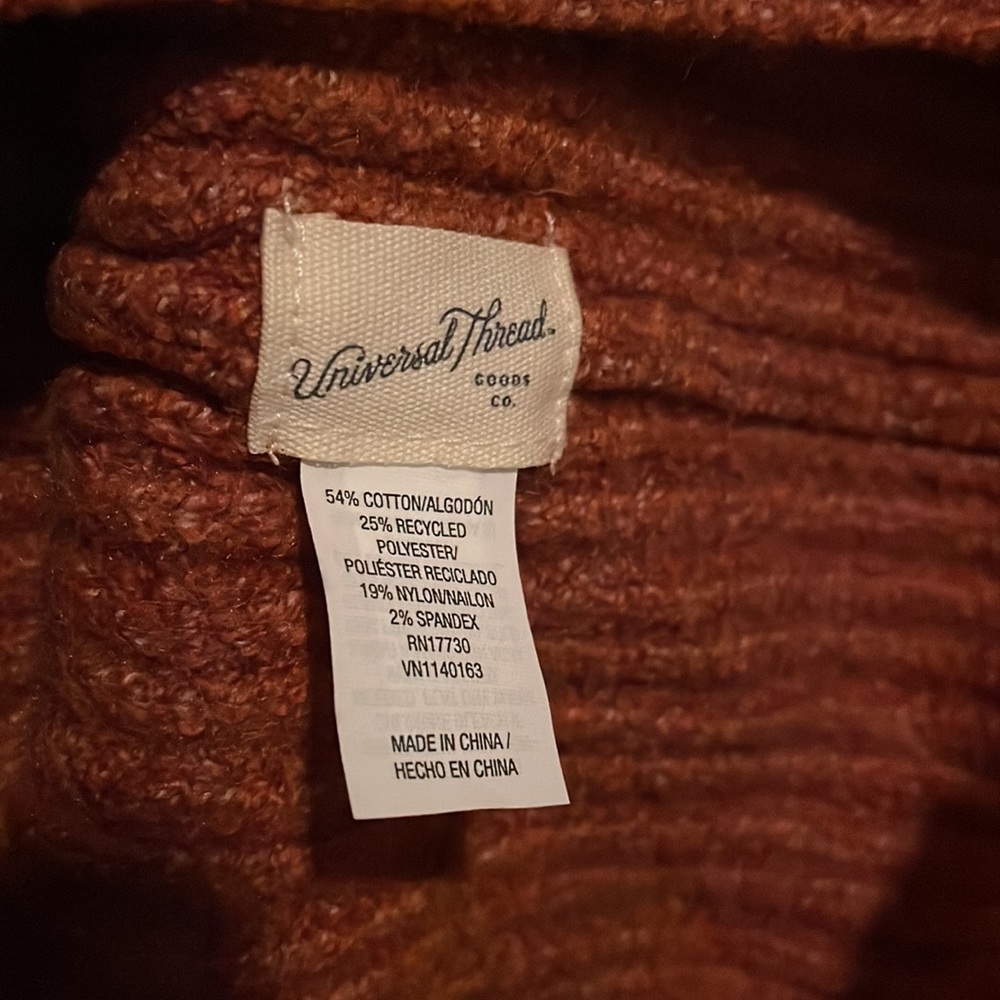 Universal Thread™
GOODS
CO.
54% COTTON/ALGODÓN
25% RECYCLED
POLYESTER/
POLIÉSTER RECICLADO
19% NYLON/NAILON
2% SPANDEX
RN17730
VN1140163
MADE IN CHINA /
HECHO EN CHINA